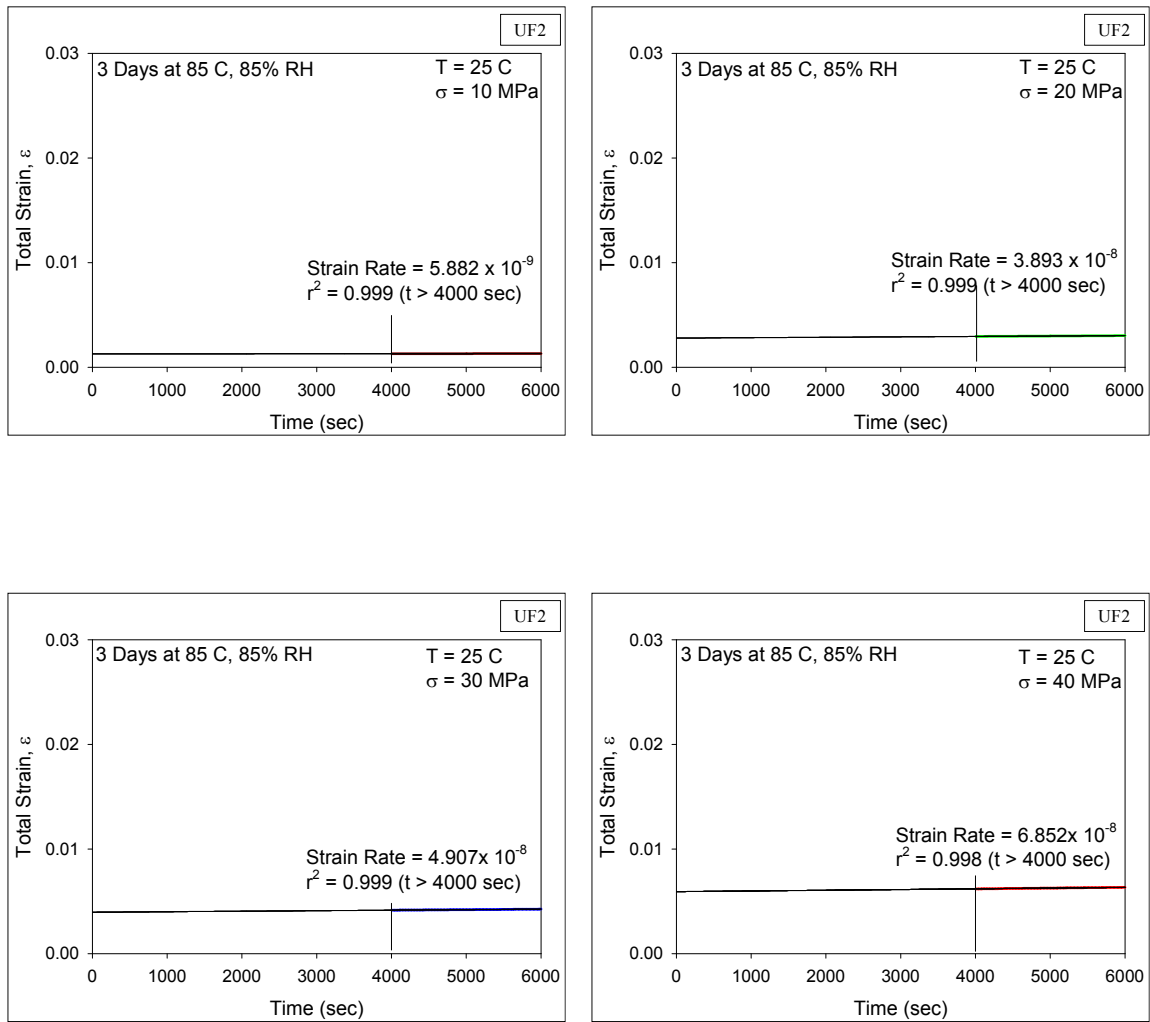 UF2
3 Days at 85 C, 85% RH
T = 25 C
σ = 10 MPa
Total Strain, ε
0.03
0.02
0.01
0.00
Strain Rate = 5.882 x 10⁻⁹
r² = 0.999 (t > 4000 sec)
0 1000 2000 3000 4000 5000 6000
Time (sec)
UF2
3 Days at 85 C, 85% RH
T = 25 C
σ = 20 MPa
Total Strain, ε
0.03
0.02
0.01
0.00
Strain Rate = 3.893 x 10⁻⁸
r² = 0.999 (t > 4000 sec)
0 1000 2000 3000 4000 5000 6000
Time (sec)
UF2
3 Days at 85 C, 85% RH
T = 25 C
σ = 30 MPa
Total Strain, ε
0.03
0.02
0.01
0.00
Strain Rate = 4.907x 10⁻⁸
r² = 0.999 (t > 4000 sec)
0 1000 2000 3000 4000 5000 6000
Time (sec)
UF2
3 Days at 85 C, 85% RH
T = 25 C
σ = 40 MPa
Total Strain, ε
0.03
0.02
0.01
0.00
Strain Rate = 6.852x 10⁻⁸
r² = 0.998 (t > 4000 sec)
0 1000 2000 3000 4000 5000 6000
Time (sec)